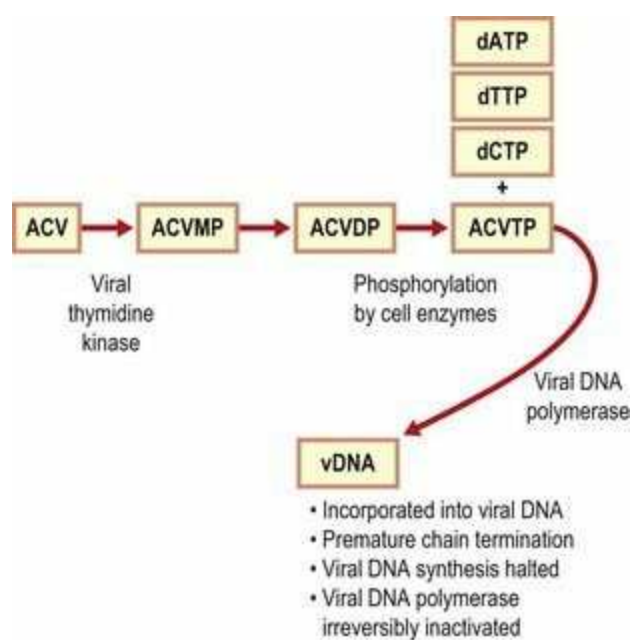 dATP
dTTP
dCTP
+
ACV
ACVMP
ACVDP
ACVTP
Viral
thymidine
kinase
Phosphorylation
by cell enzymes
Viral DNA
polymerase
vDNA
• Incorporated into viral DNA
• Premature chain termination
• Viral DNA synthesis halted
• Viral DNA polymerase
irreversibly inactivated